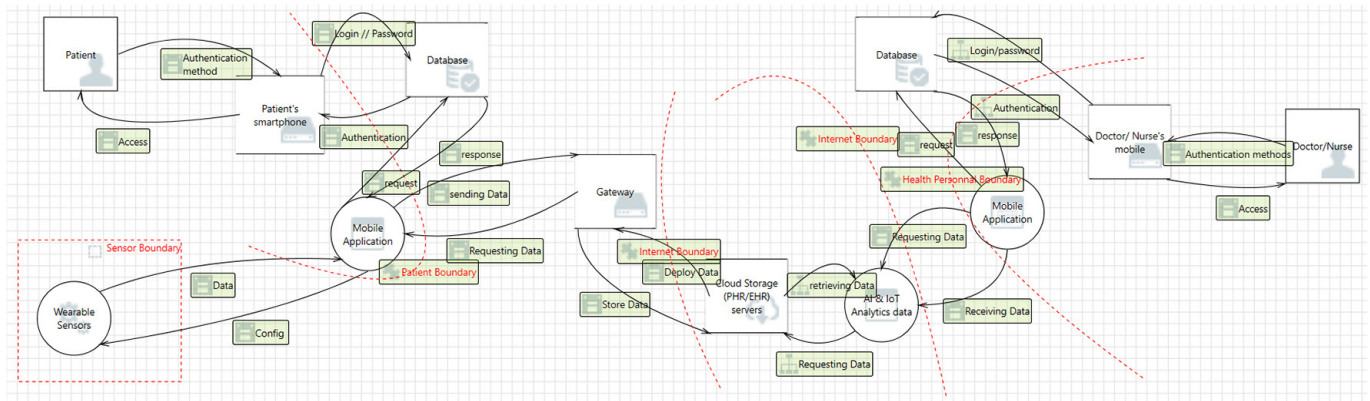 Patient
Authentication
method
Login // Password
Database
Patient's
smartphone
Access
Authentication
response
request
sending Data
Mobile
Application
Requesting Data
Patient Boundary
Sensor Boundary
Wearable
Sensors
Data
Config
Gateway
Internet Boundary
Deploy Data
Store Data
Cloud Storage
(PHR/EHR)
servers
retrieving Data
AI & IoT
Analytics data
Requesting Data
Database
Login/password
Authentication
response
request
Internet Boundary
Health Personnal Boundary
Mobile
Application
Requesting Data
Receiving Data
Doctor/ Nurse's
mobile
Authentication methods
Doctor/Nurse
Access